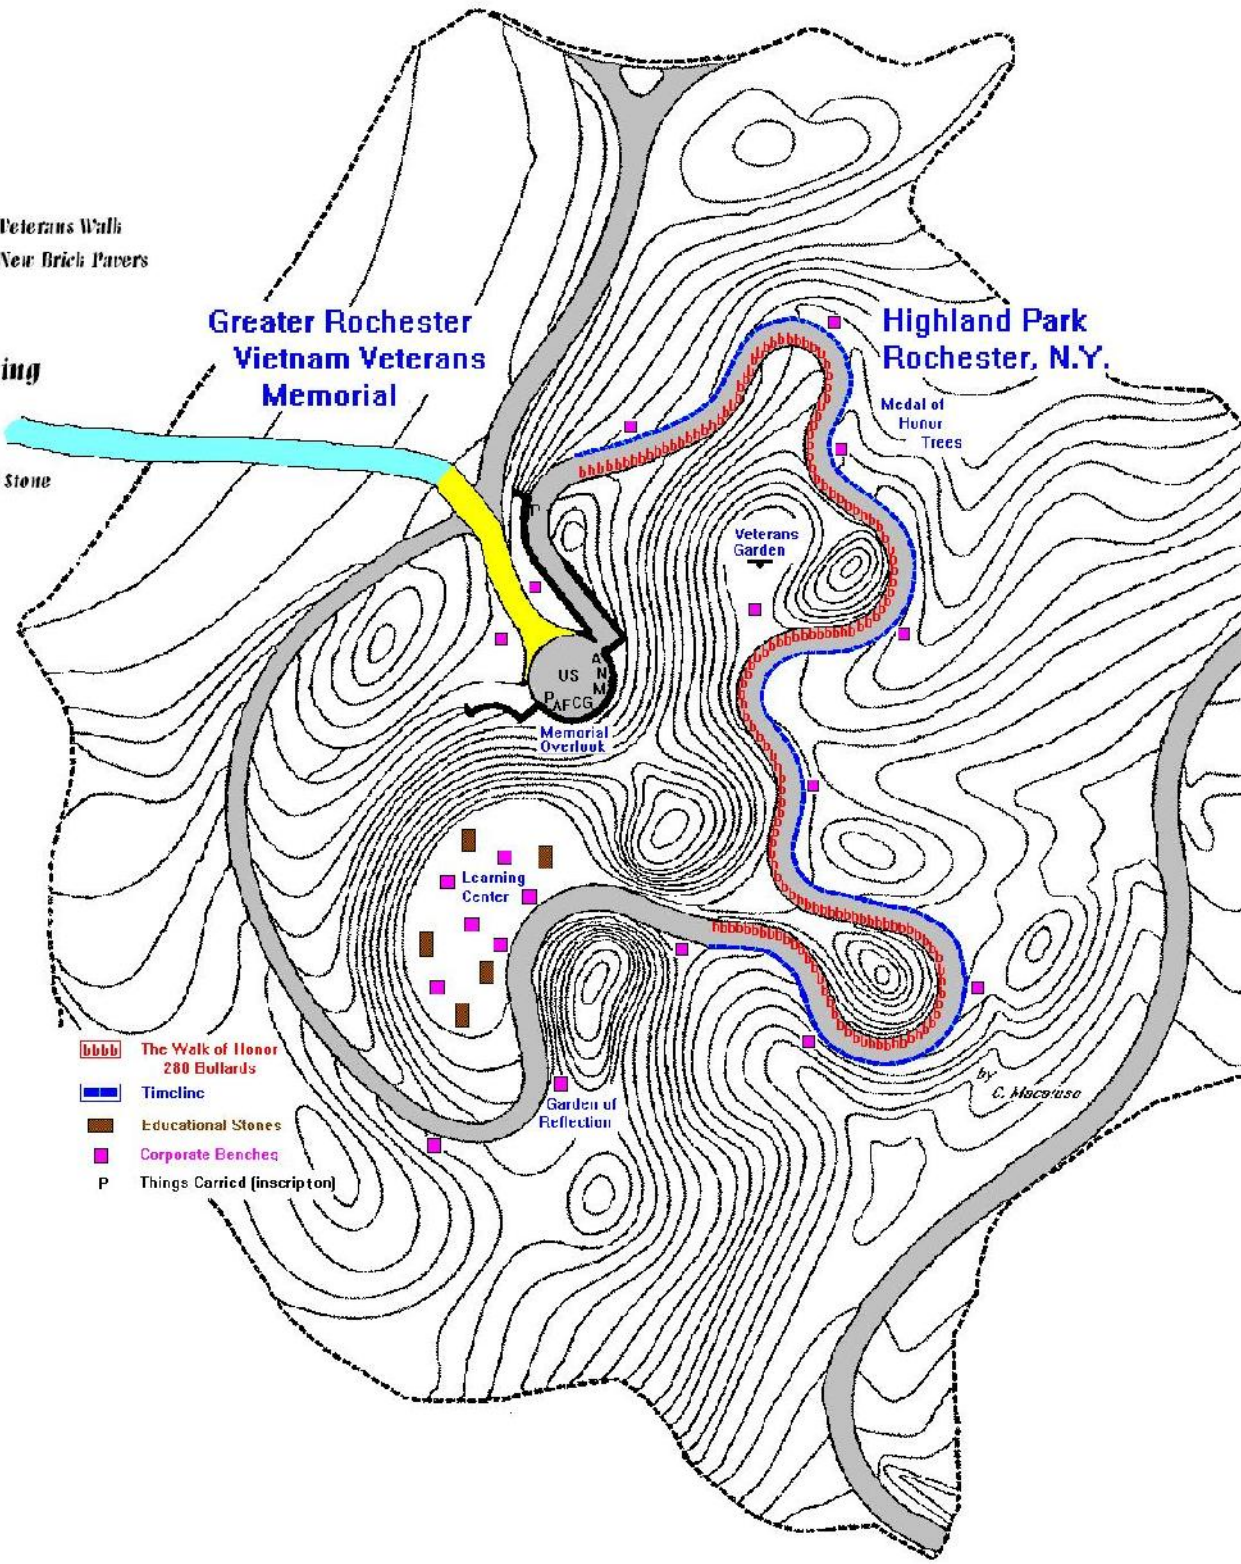 Veterans Walk
New Brick Pavers
Greater Rochester
Vietnam Veterans
Memorial
ing
Stone
Highland Park
Rochester, N.Y.
Medal of
Honor
Trees
Veterans
Garden
US
A
N
M
P AFCG
Memorial
Overlook
Learning
Center
Garden of
Reflection
by
C. Macaluso
bbbb The Walk of Honor
280 Bollards
Timeline
Educational Stones
Corporate Benches
P Things Carried (inscripton)